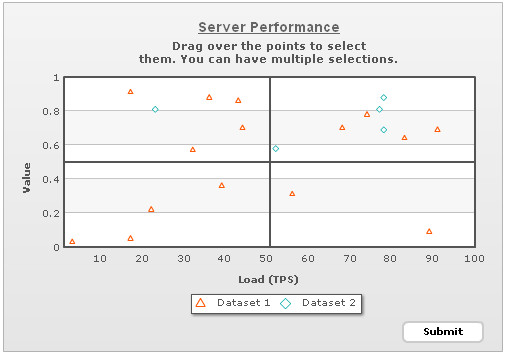 Server Performance
Drag over the points to select
them. You can have multiple selections.
1
0.8
0.6
0.4
0.2
0
Value
10 20 30 40 50 60 70 80 90 100
Load (TPS)
Dataset 1 Dataset 2
Submit